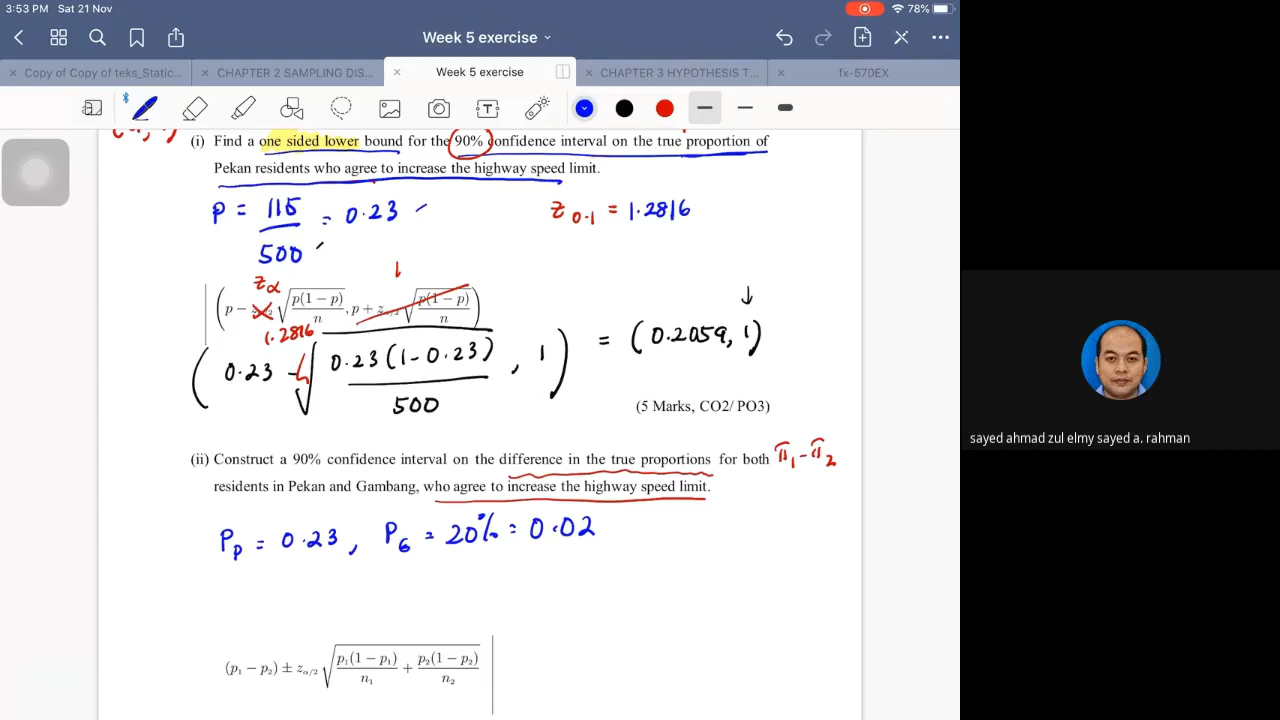 3:53 PM Sat 21 Nov
78%
Week 5 exercise
Copy of Copy of teks_Static...
CHAPTER 2 SAMPLING DIS...
Week 5 exercise
CHAPTER 3 HYPOTHESIS T...
fx-570EX
(i) Find a one sided lower bound for the 90% confidence interval on the true proportion of
Pekan residents who agree to increase the highway speed limit.
P = 115/500 = 0.23
z0.1 = 1.2816
zα
(p − zα/2 √(p(1 − p)/n), p + zα/2 √(p(1 − p)/n))
1.2816
(0.23 - √(0.23(1-0.23)/500), 1) = (0.2059, 1)
(5 Marks, CO2/ PO3)
(ii) Construct a 90% confidence interval on the difference in the true proportions for both π1-π2
residents in Pekan and Gambang, who agree to increase the highway speed limit.
Pp = 0.23, PG = 20% = 0.02
(p1 − p2) ± zα/2 √(p1(1 − p1)/n1 + p2(1 − p2)/n2)
sayed ahmad zul elmy sayed a. rahman